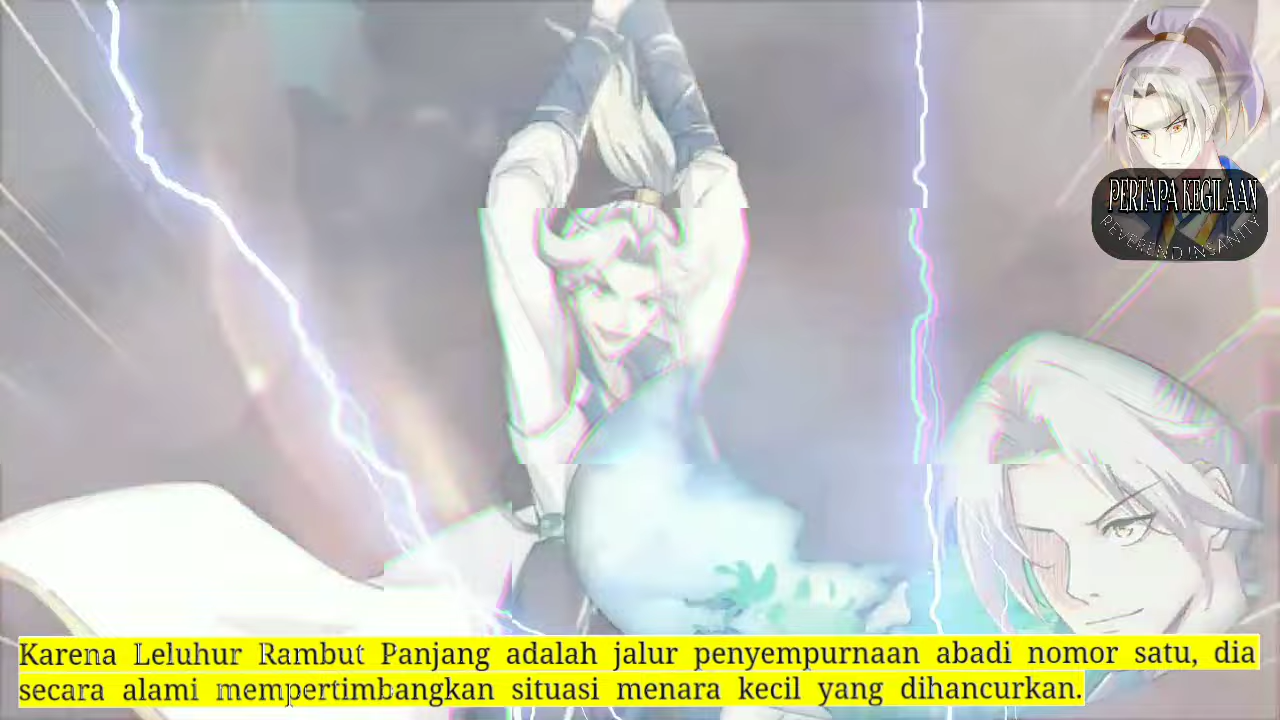 PERTAPA KEGILAAN
REVEREND INSANITY
Karena Leluhur Rambut Panjang adalah jalur penyempurnaan abadi nomor satu, dia
secara alami mempertimbangkan situasi menara kecil yang dihancurkan.